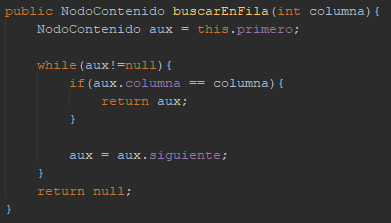 public NodoContenido buscarEnFila(int columna){
    NodoContenido aux = this.primero;

    while(aux!=null){
        if(aux.columna == columna){
            return aux;
        }

        aux = aux.siguiente;
    }
    return null;
}